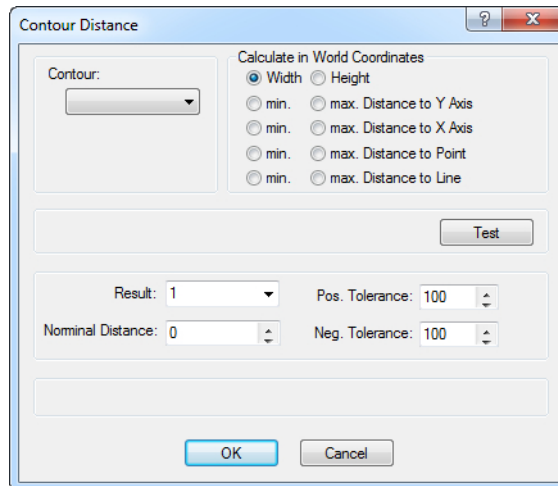 Contour Distance
Contour:
Calculate in World Coordinates
Width Height
min. max. Distance to Y Axis
min. max. Distance to X Axis
min. max. Distance to Point
min. max. Distance to Line
Test
Result: 1 Pos. Tolerance: 100
Nominal Distance: 0 Neg. Tolerance: 100
OK Cancel